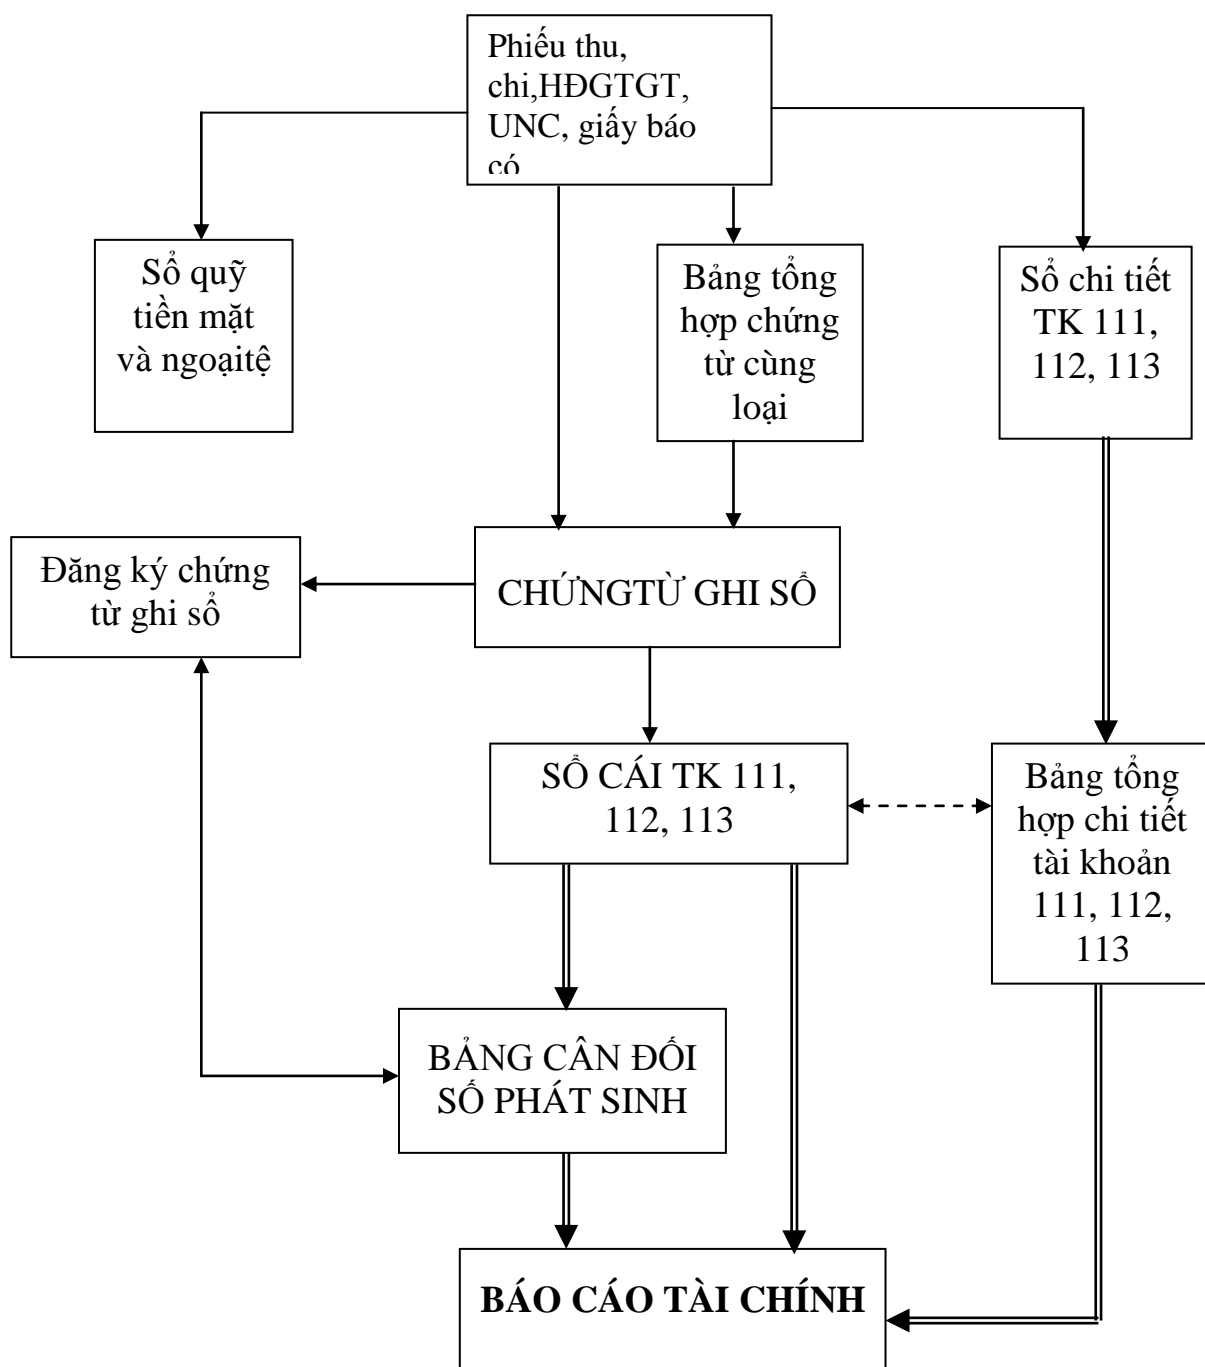 Phiếu thu,
chi,HĐGTGT,
UNC, giấy báo
có
Sổ quỹ
tiền mặt
và ngoạitệ
Bảng tổng
hợp chứng
từ cùng
loại
Sổ chi tiết
TK 111,
112, 113
Đăng ký chứng
từ ghi sổ
CHỨNGTỪ GHI SỔ
SỔ CÁI TK 111,
112, 113
Bảng tổng
hợp chi tiết
tài khoản
111, 112,
113
BẢNG CÂN ĐỐI
SỐ PHÁT SINH
BÁO CÁO TÀI CHÍNH